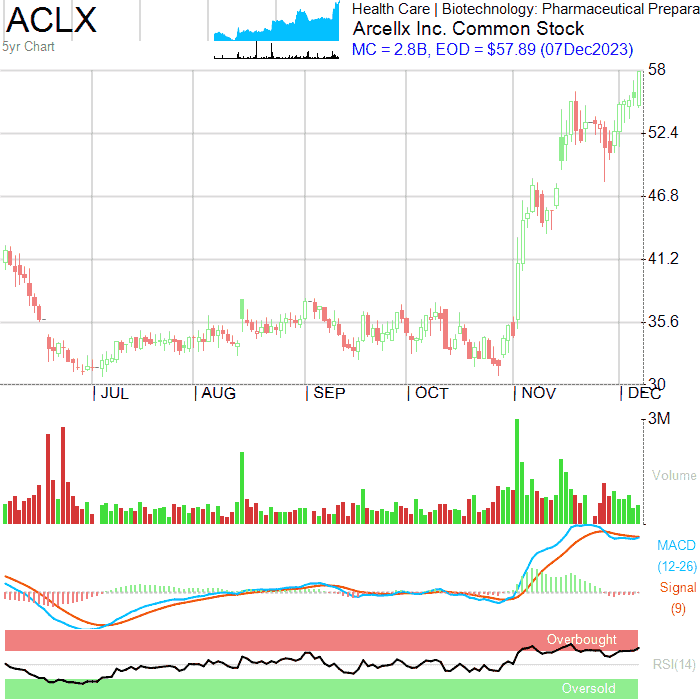 ACLX
5yr Chart
Health Care | Biotechnology: Pharmaceutical Prepara
Arcellx Inc. Common Stock
MC = 2.8B, EOD = $57.89 (07Dec2023)
58
52.4
46.8
41.2
35.6
30
JUL
AUG
SEP
OCT
NOV
DEC
3M
Volume
MACD
(12-26)
Signal
(9)
Overbought
RSI(14)
Oversold